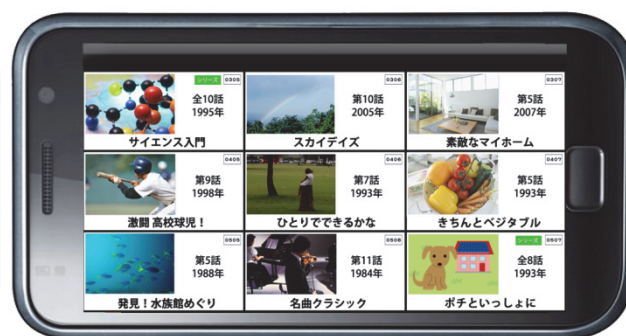 シリーズ 0305
全10話
1995年
サイエンス入門
0306
第10話
2005年
スカイデイズ
0307
第5話
2007年
素敵なマイホーム
0405
第9話
1998年
激闘 高校球児！
0406
第7話
1993年
ひとりでできるかな
0407
第5話
1993年
きちんとベジタブル
0505
第5話
1988年
発見！水族館めぐり
0506
第11話
1984年
名曲クラシック
シリーズ 0507
全8話
1993年
ポチといっしょに